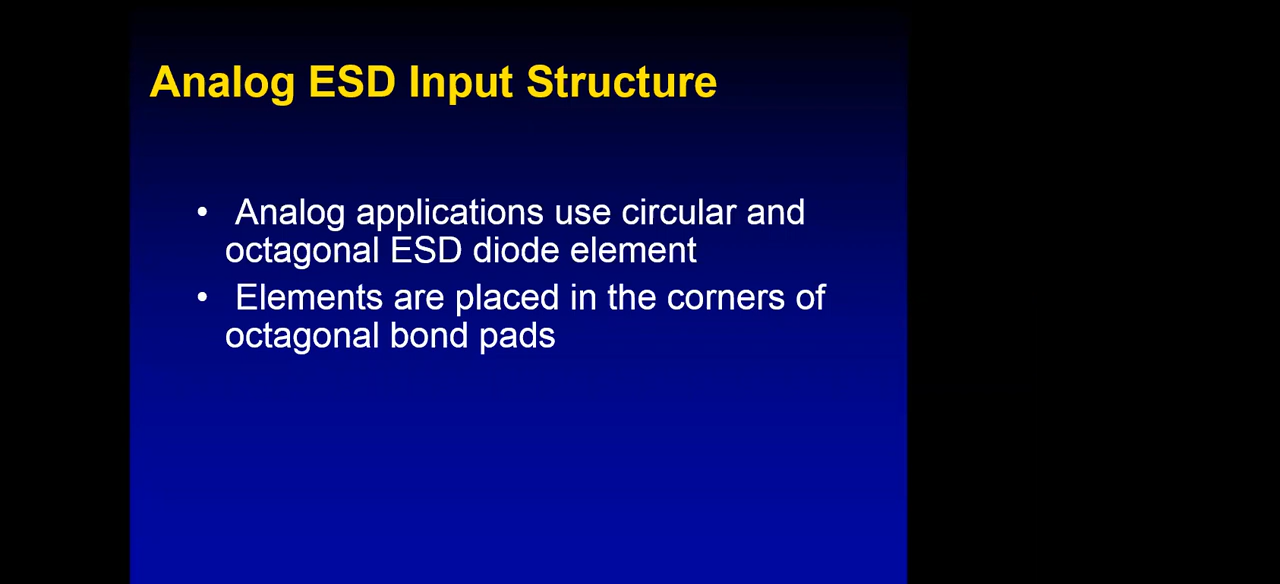 Analog ESD Input Structure
• Analog applications use circular and
octagonal ESD diode element
• Elements are placed in the corners of
octagonal bond pads